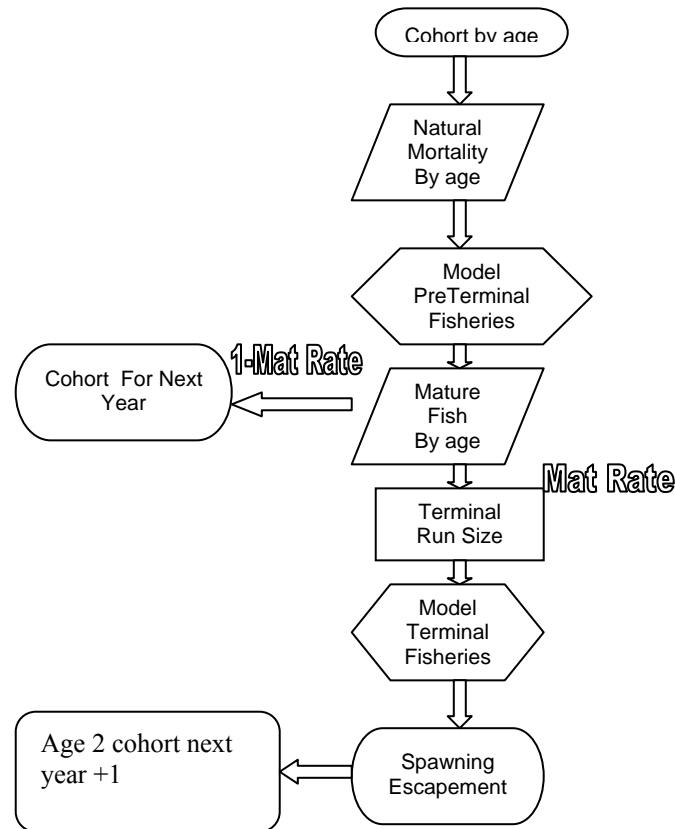 Cohort by age
Natural
Mortality
By age
Model
PreTerminal
Fisheries
1-Mat Rate
Cohort For Next
Year
Mature
Fish
By age
Mat Rate
Terminal
Run Size
Model
Terminal
Fisheries
Age 2 cohort next
year +1
Spawning
Escapement